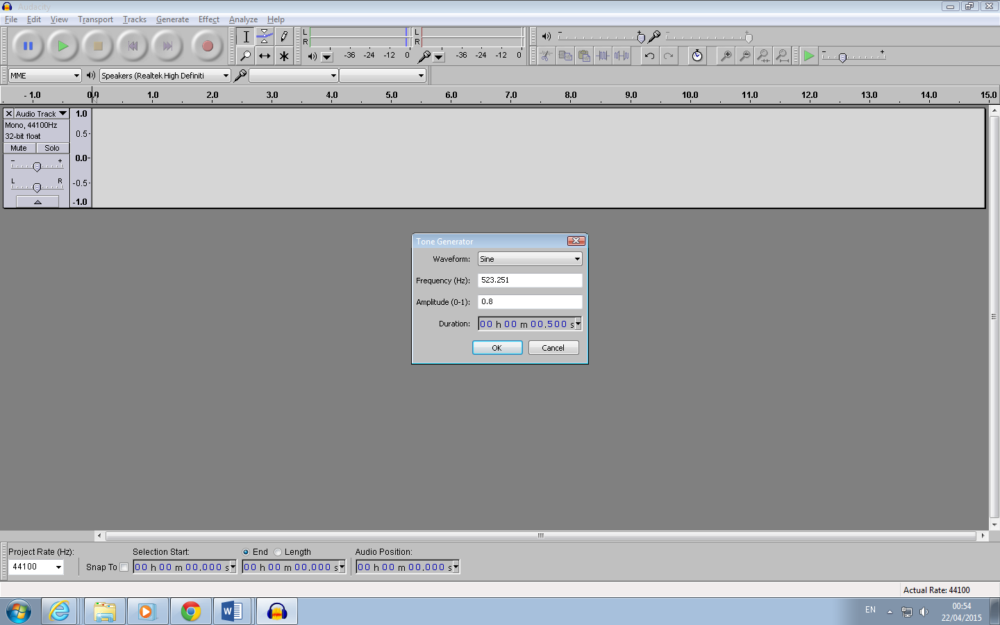 Audacity
File Edit View Transport Tracks Generate Effect Analyze Help
L
R
-36 -24 -12 0
L
R
-36 -24 -12 0
- +
- +
MME
Speakers (Realtek High Definiti
- 1.0 0.0 1.0 2.0 3.0 4.0 5.0 6.0 7.0 8.0 9.0 10.0 11.0 12.0 13.0 14.0 15.0
Audio Track
Mono, 44100Hz
32-bit float
Mute Solo
- +
L R
1.0
0.5-
0.0-
-0.5-
-1.0
Tone Generator
Waveform: Sine
Frequency (Hz): 523.251
Amplitude (0-1): 0.8
Duration: 00 h 00 m 00.500 s
OK Cancel
Project Rate (Hz):
44100
Snap To
Selection Start:
00 h 00 m 00.000 s
End Length
00 h 00 m 00.000 s
Audio Position:
00 h 00 m 00.000 s
Actual Rate: 44100
EN
00:54
22/04/2015